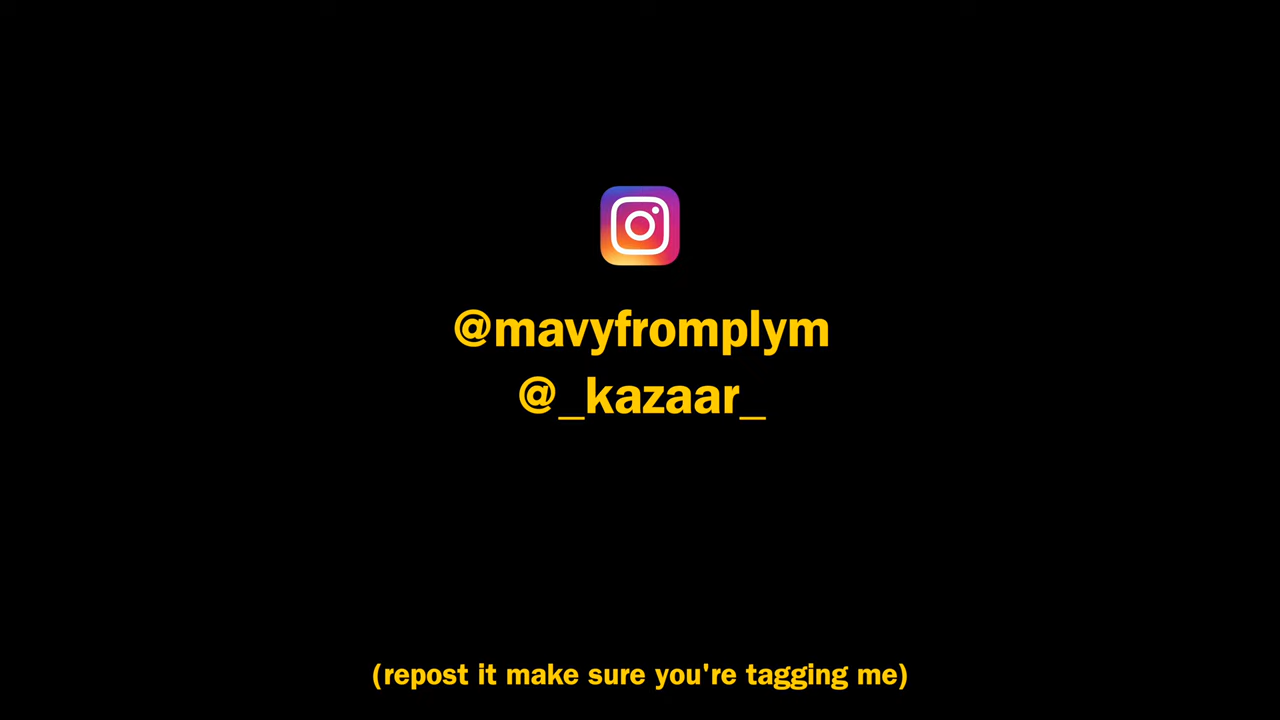 @mavyfromplym
@_kazaar_
(repost it make sure you're tagging me)